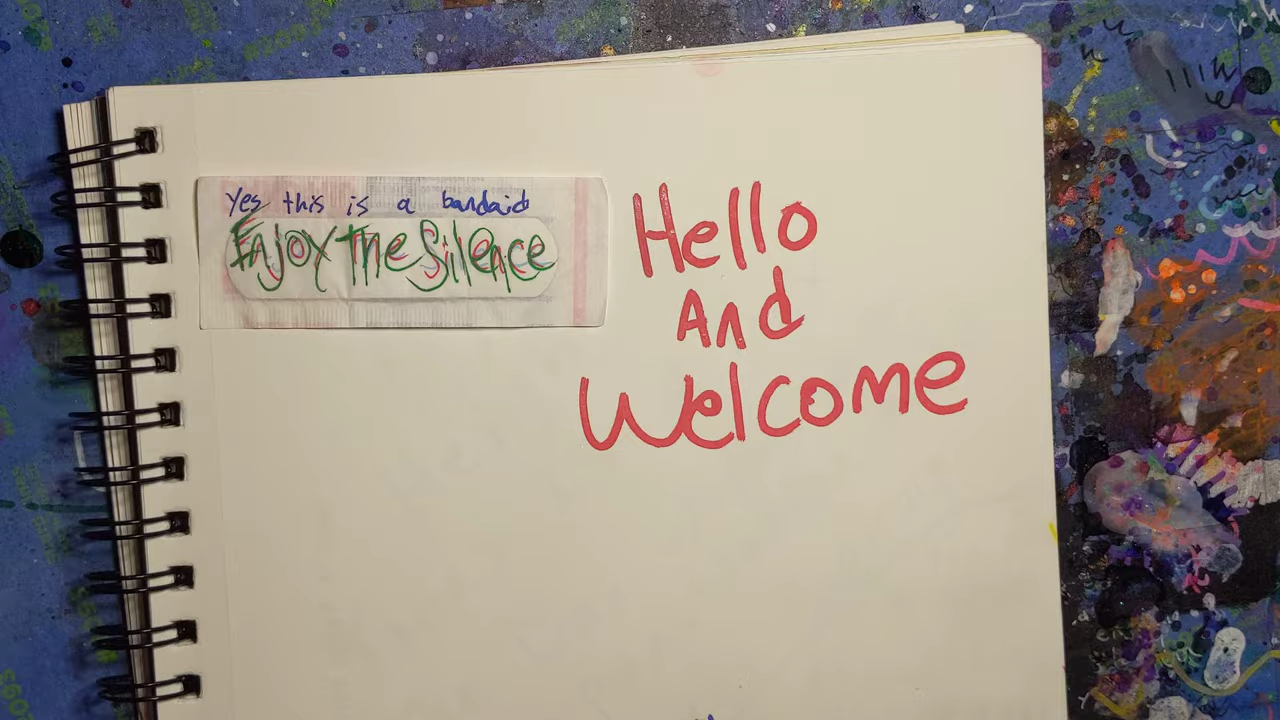 Yes this is a bandaid
Enjoy the Silence
Hello
And
Welcome